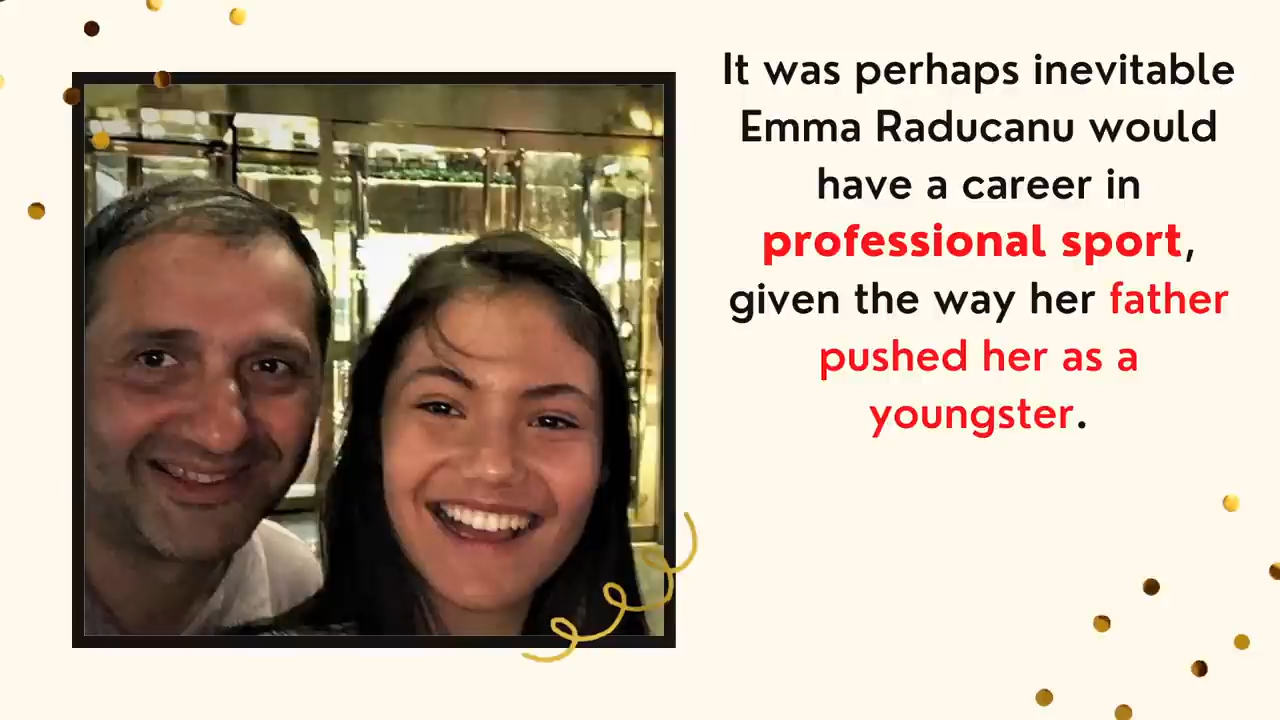 It was perhaps inevitable
Emma Raducanu would
have a career in
professional sport,
given the way her father
pushed her as a
youngster.